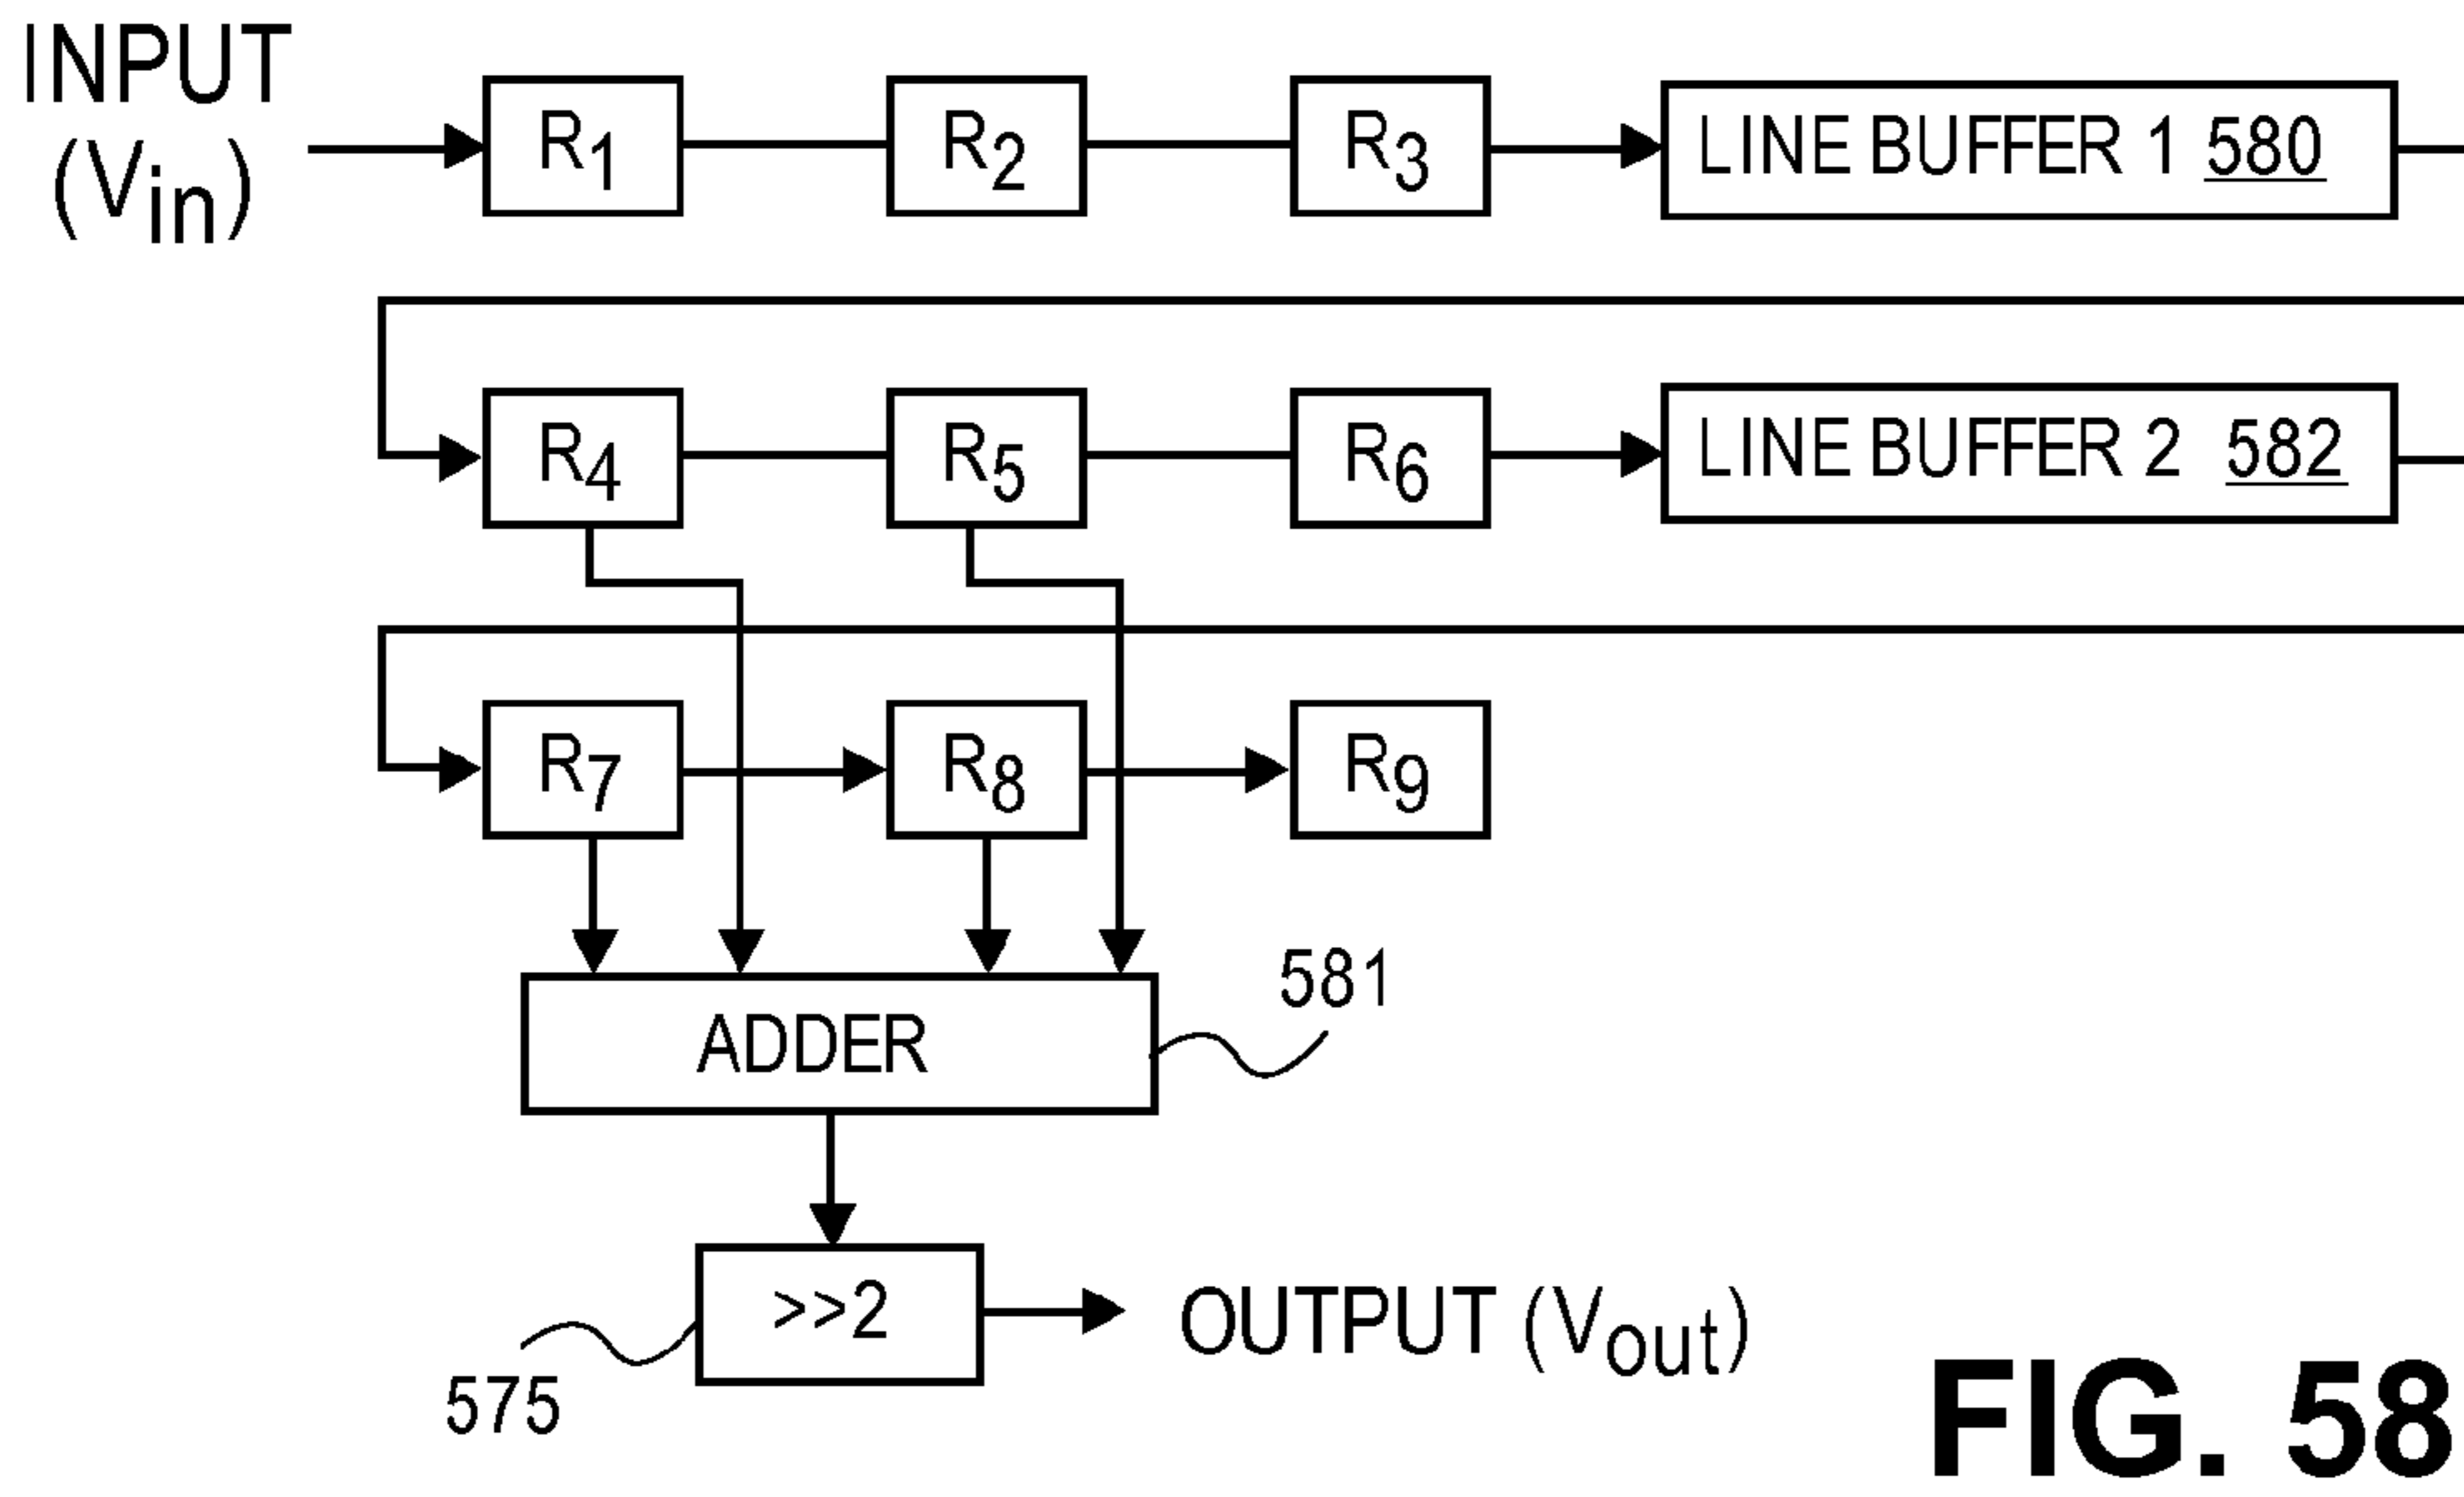 INPUT
(Vin)
R1
R2
R3
LINE BUFFER 1 580
R4
R5
R6
LINE BUFFER 2 582
R7
R8
R9
581
ADDER
>>2
OUTPUT (Vout)
575
FIG. 58